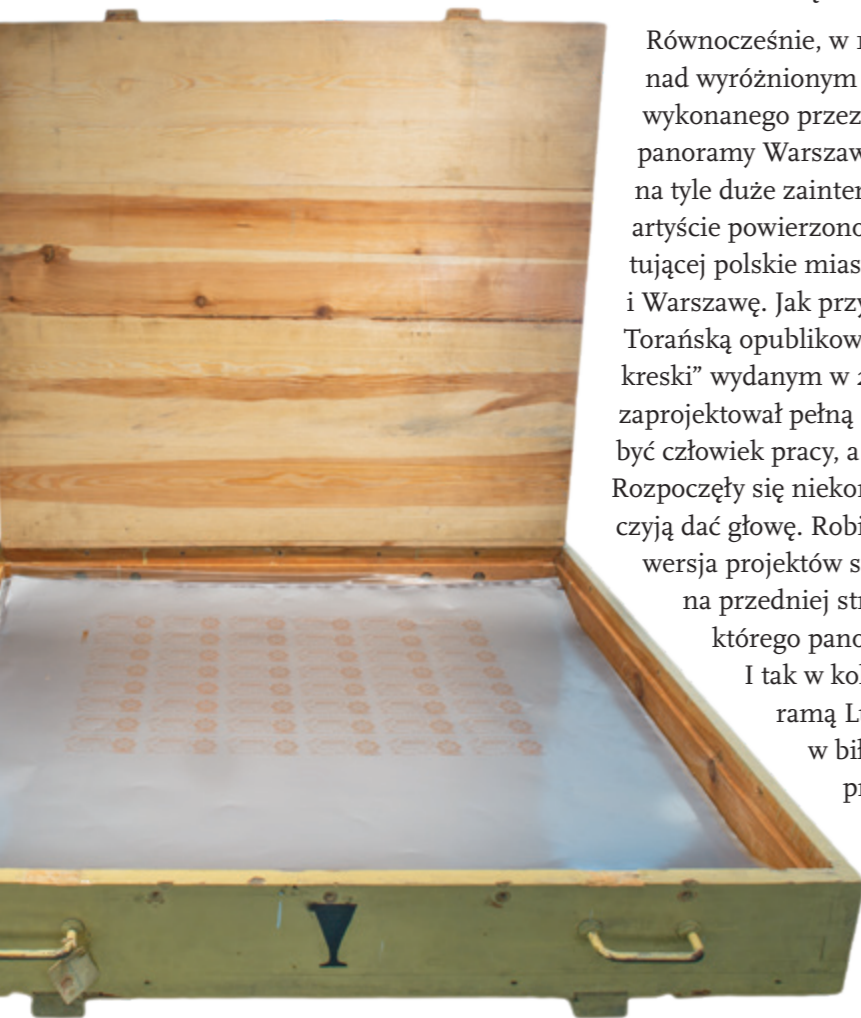 Równocześnie, w
nad wyróżnionym
wykonanego przez
panoramy Warszaw
na tyle duże zainter
artyście powierzono
tującej polskie mias
i Warszawę. Jak przy
Torańską opublikow
kreski” wydanym w
zaprojektował pełną
być człowiek pracy, a
Rozpoczęły się niekor
czyją dać głowę. Robi
wersja projektów s
na przedniej str
którego pano
I tak w kol
ramą Lu
w bił
pr